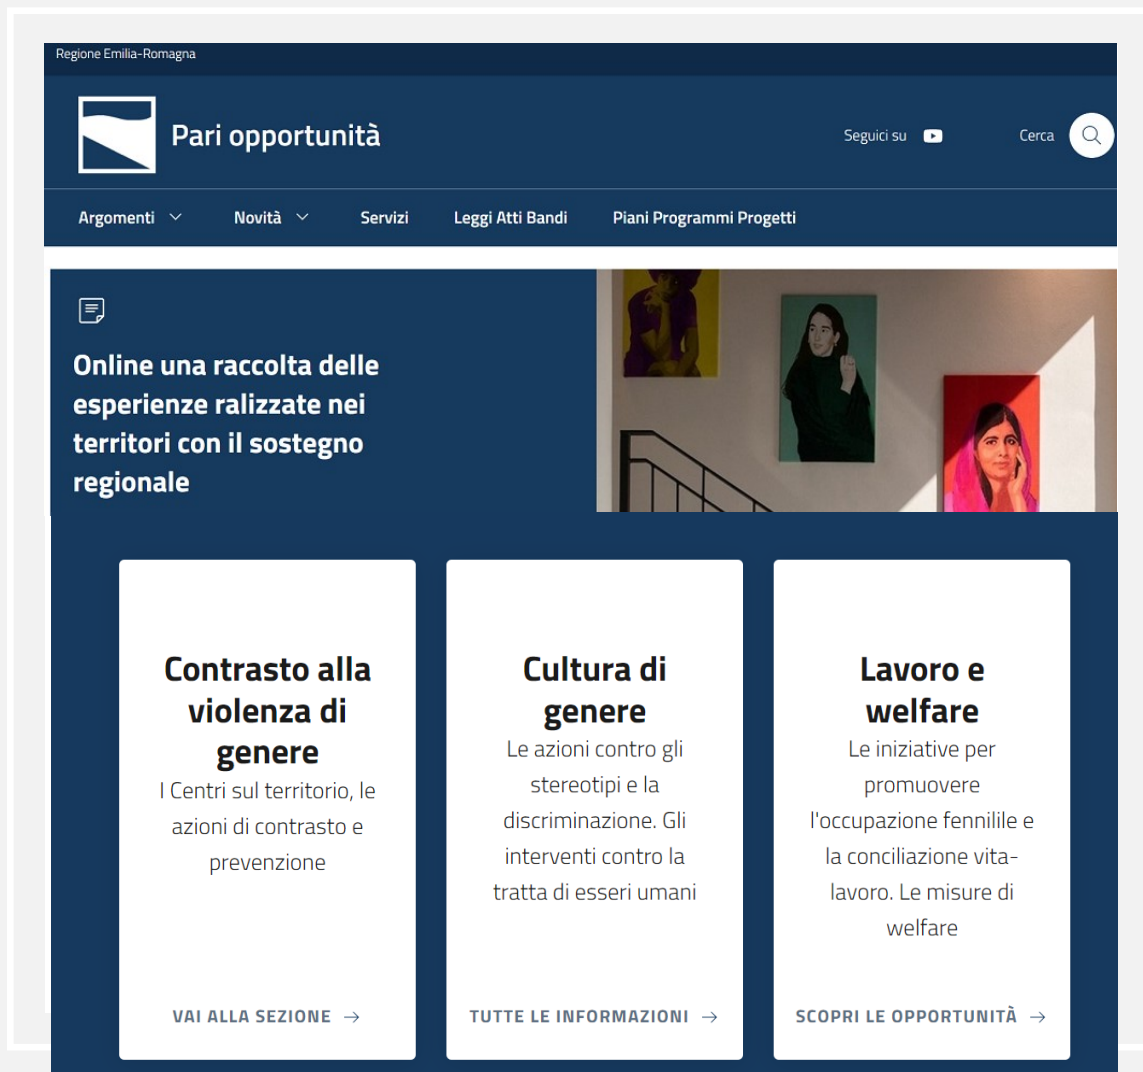 Regione Emilia-Romagna
Pari opportunità
Seguici su
Cerca
Argomenti
Novità
Servizi
Leggi Atti Bandi
Piani Programmi Progetti
Online una raccolta delle
esperienze ralizzate nei
territori con il sostegno
regionale
Contrasto alla
violenza di
genere
I Centri sul territorio, le
azioni di contrasto e
prevenzione
VAI ALLA SEZIONE
Cultura di
genere
Le azioni contro gli
stereotipi e la
discriminazione. Gli
interventi contro la
tratta di esseri umani
TUTTE LE INFORMAZIONI
Lavoro e
welfare
Le iniziative per
promuovere
l'occupazione fennilile e
la conciliazione vita-
lavoro. Le misure di
welfare
SCOPRI LE OPPORTUNITÀ